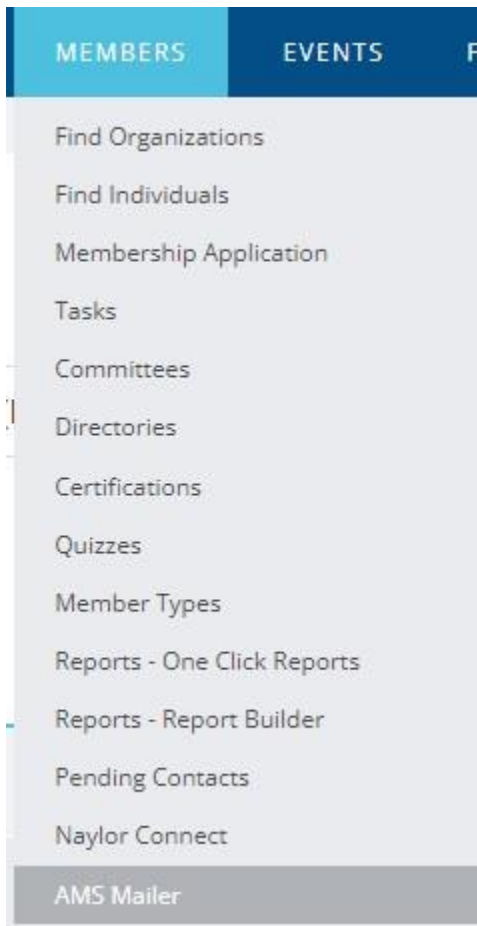 MEMBERS EVENTS F
Find Organizations
Find Individuals
Membership Application
Tasks
Committees
Directories
Certifications
Quizzes
Member Types
Reports - One Click Reports
Reports - Report Builder
Pending Contacts
Naylor Connect
AMS Mailer